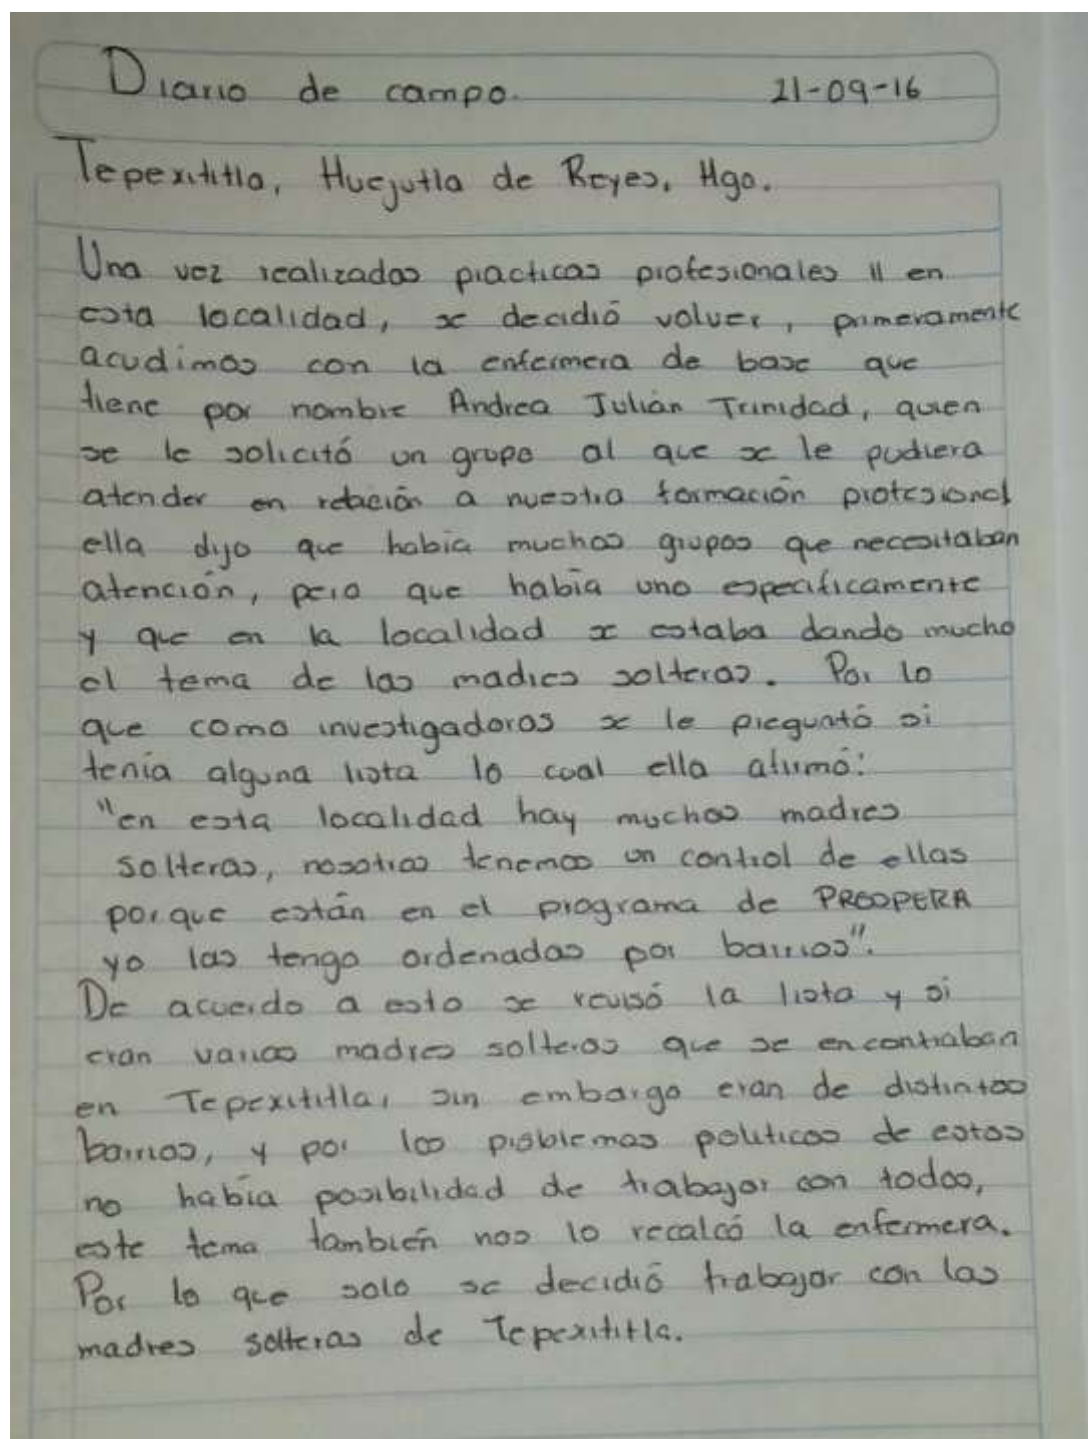 Diario de campo. 21-09-16
Tepexititla, Huejutla de Reyes, Hgo.
Una vez realizadas practicas profesionales II en
esta localidad, se decidió volver, primeramente
acudimos con la enfermera de base que
tiene por nombre Andrea Julián Trinidad, quien
se le solicitó un grupo al que se le pudiera
atender en relación a nuestra formación profesional
ella dijo que había muchos grupos que necesitaban
atención, pero que había uno especificamente
y que en la localidad se estaba dando mucho
el tema de las madres solteras. Por lo
que como investigadoras se le preguntó si
tenía alguna lista lo cual ella afirmó:
"en esta localidad hay muchas madres
solteras, nosotras tenemos un control de ellas
porque están en el programa de PROSPERA
yo las tengo ordenadas por barrios".
De acuerdo a esto se revisó la lista y si
eran varias madres solteras que se encontraban
en Tepexititla, sin embargo eran de distintos
barrios, y por los problemas politicos de estos
no había posibilidad de trabajar con todos,
este tema también nos lo recalcó la enfermera.
Por lo que solo se decidió trabajar con las
madres solteras de Tepexititla.